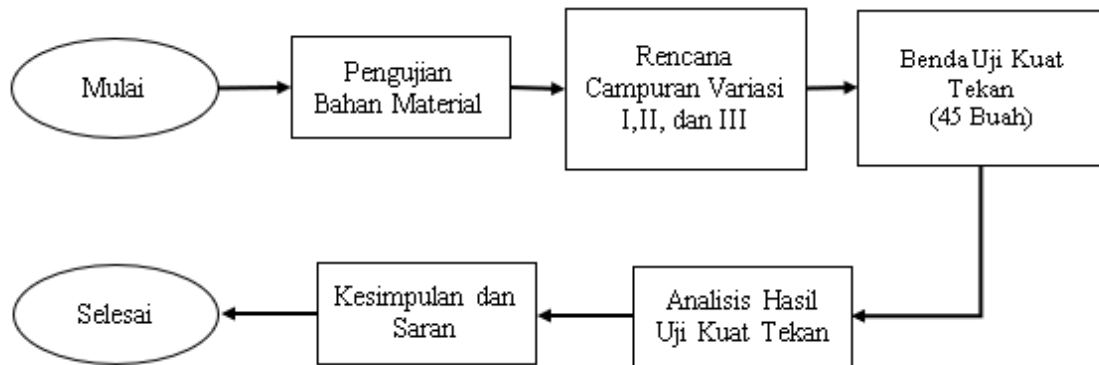 Mulai
Pengujian
Bahan Material
Rencana
Campuran Variasi
I,II, dan III
Benda Uji Kuat
Tekan
(45 Buah)
Analisis Hasil
Uji Kuat Tekan
Kesimpulan dan
Saran
Selesai